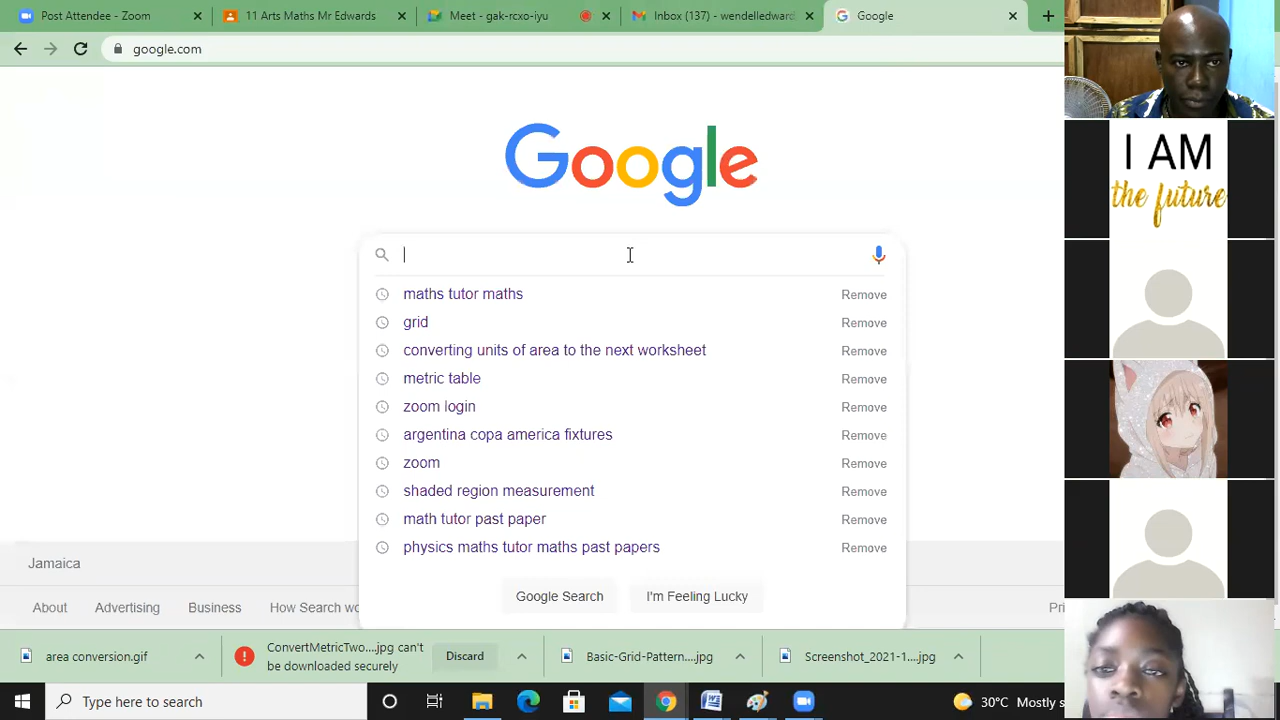 Post Attendee - Zoom
11 Arts Maths Mr Edwards
Meet - gak-rcxo-iyu
Inbox (137) - wendelledward
Google
google.com
Google
maths tutor maths Remove
grid Remove
converting units of area to the next worksheet Remove
metric table Remove
zoom login Remove
argentina copa america fixtures Remove
zoom Remove
shaded region measurement Remove
math tutor past paper Remove
physics maths tutor maths past papers Remove
Google Search I'm Feeling Lucky
Jamaica
About Advertising Business How Search wo Pri
area conversion.gif
ConvertMetricTwo....jpg can't
be downloaded securely
Discard
Basic-Grid-Pattern....jpg
Screenshot_2021-1....jpg
Type here to search
30°C Mostly s
I AM
the future